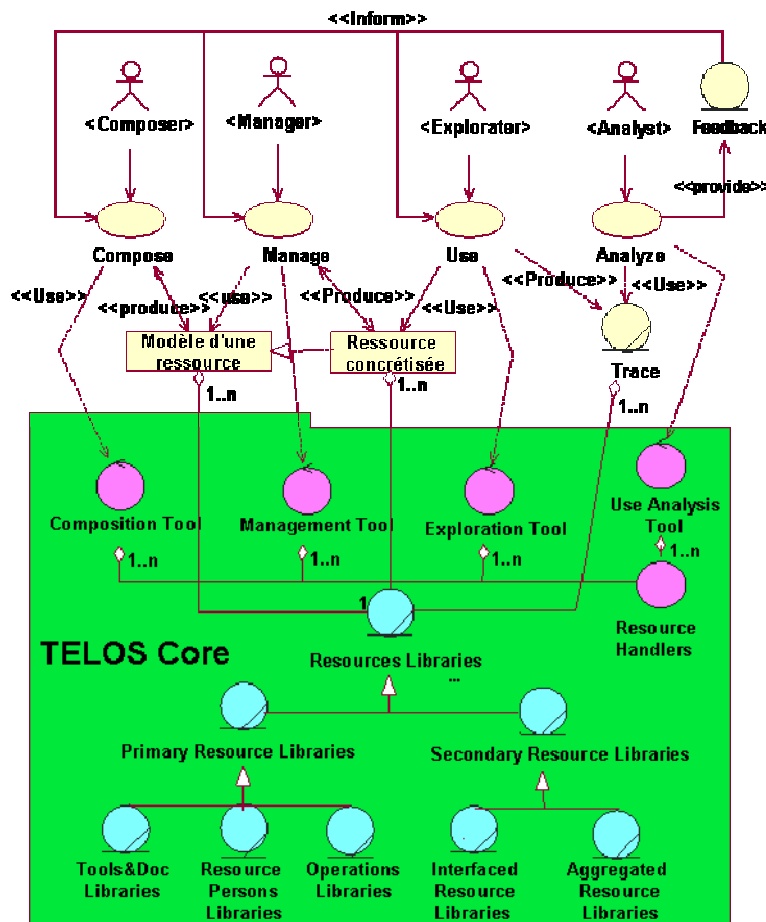 <<Inform>>
<Composer>
<Manager>
<Explorater>
<Analyst>
Feedback
<<provide>>
Compose
Manage
Use
Analyze
<<Use>>
<<produce>>
<<use>>
<<Produce>>
<<Use>>
<<Produce>>
<<Use>>
Modèle d'une
ressource
Ressource
concrétisée
Trace
1..n
1..n
1..n
Composition Tool
Management Tool
Exploration Tool
Use Analysis
Tool
1..n
1..n
1..n
1..n
1
Resource
Handlers
TELOS Core
Resources Libraries
...
Primary Resource Libraries
Secondary Resource Libraries
Tools&Doc
Libraries
Resource
Persons Libraries
Operations
Libraries
Interfaced
Resource
Libraries
Aggregated
Resource
Libraries